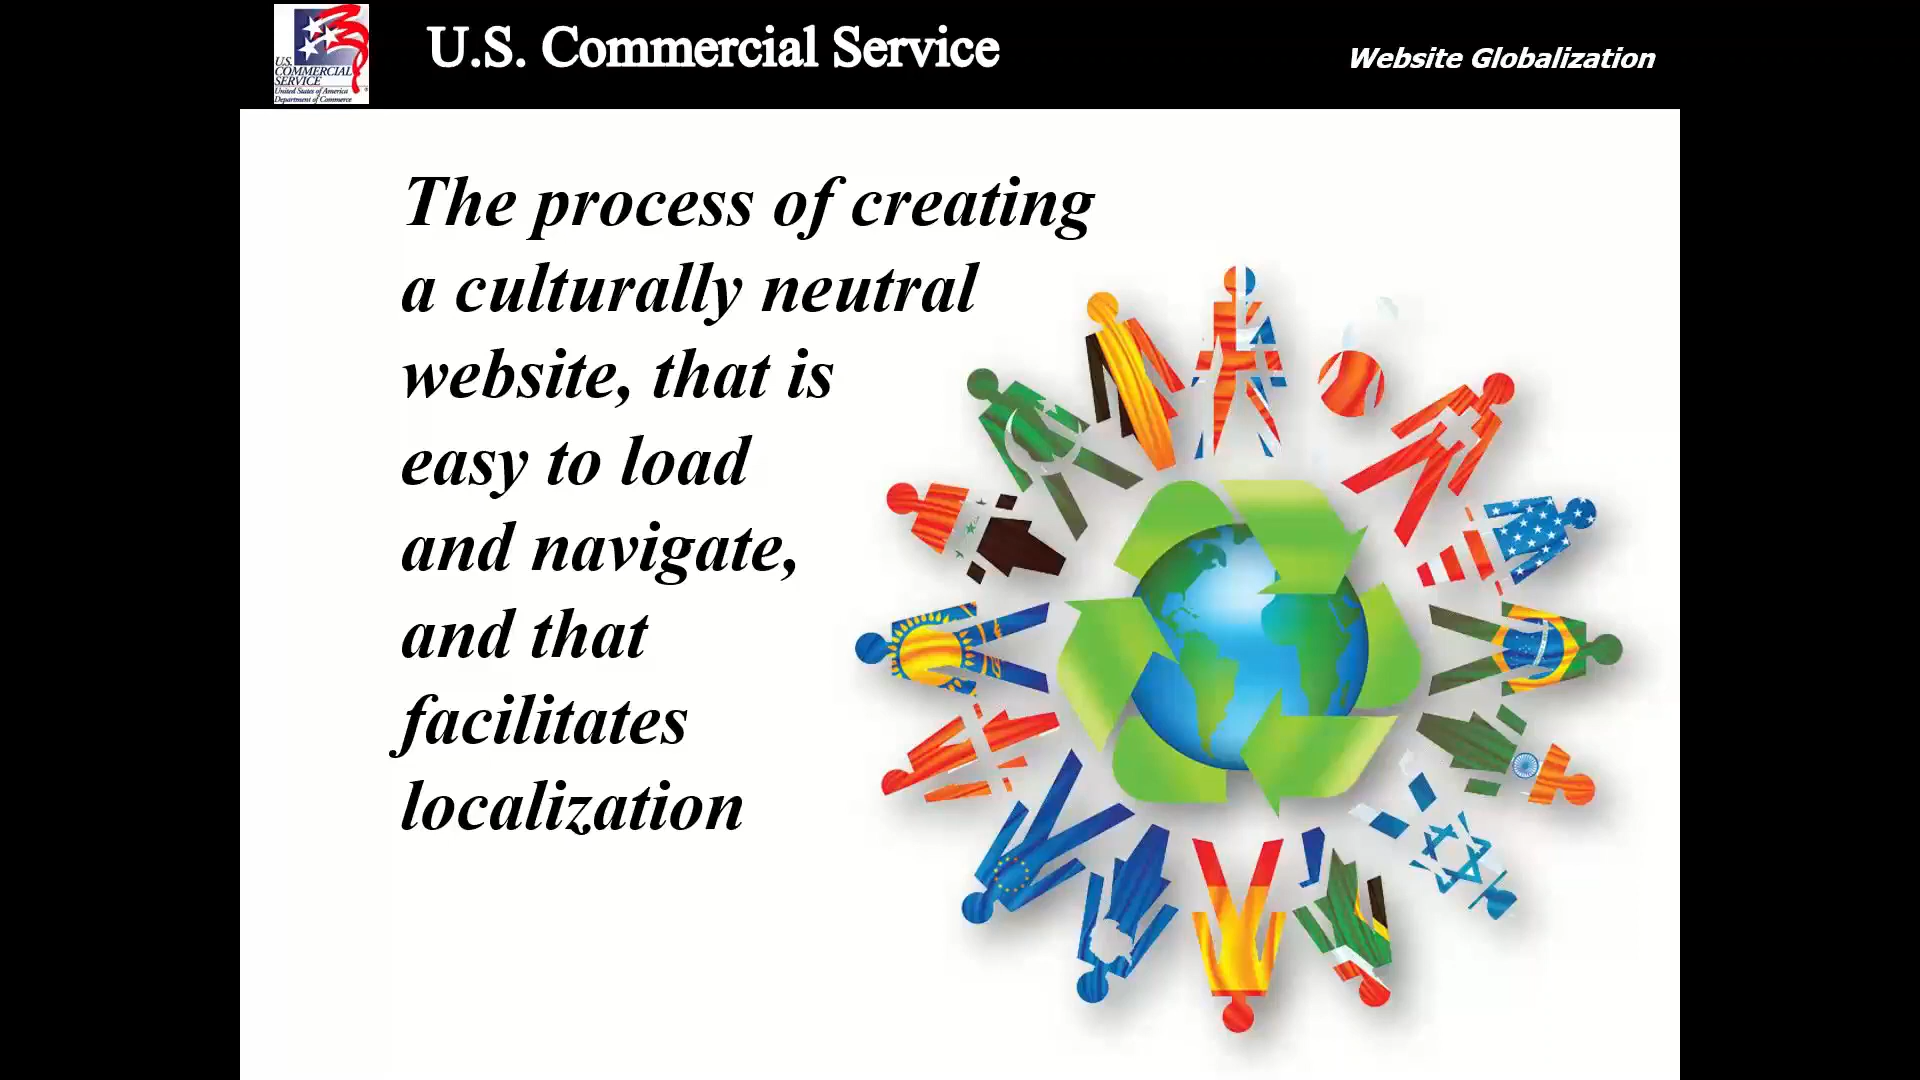 U.S.
COMMERCIAL
SERVICE
United States of America
Department of Commerce
U.S. Commercial Service
Website Globalization
The process of creating
a culturally neutral
website, that is
easy to load
and navigate,
and that
facilitates
localization